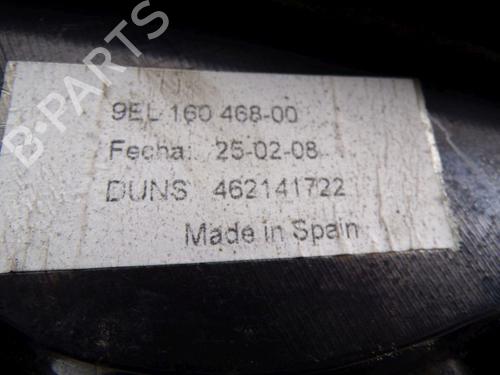 B-PARTS
9EL 160 468-00
Fecha: 25-02-08
DUNS 462141722
Made in Spain